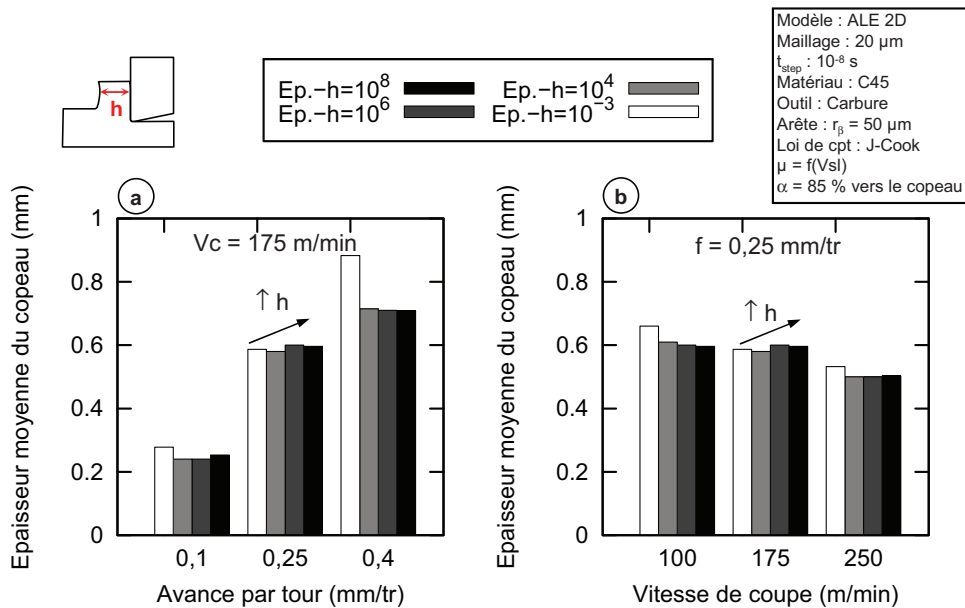 h
Ep.−h=10⁸
Ep.−h=10⁴
Ep.−h=10⁶
Ep.−h=10⁻³
Modèle : ALE 2D
Maillage : 20 µm
t_step : 10⁻⁸ s
Matériau : C45
Outil : Carbure
Arête : r_β = 50 µm
Loi de cpt : J-Cook
µ = f(Vsl)
α = 85 % vers le copeau
a
Epaisseur moyenne du copeau (mm)
1
0.8
0.6
0.4
0.2
0
Vc = 175 m/min
↑ h
0,1
0,25
0,4
Avance par tour (mm/tr)
b
Epaisseur moyenne du copeau (mm)
1
0.8
0.6
0.4
0.2
0
f = 0,25 mm/tr
↑ h
100
175
250
Vitesse de coupe (m/min)